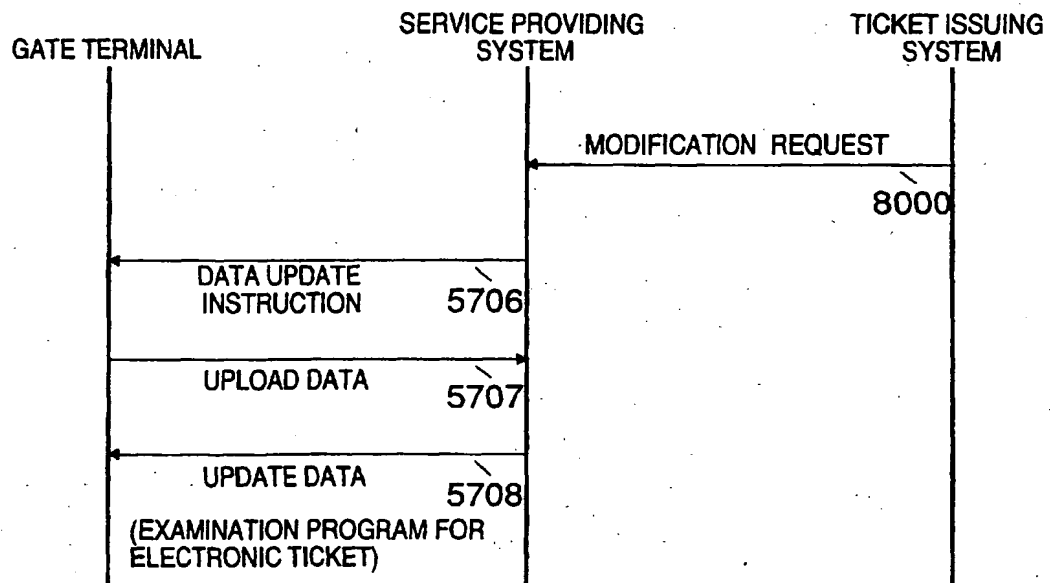 GATE TERMINAL
SERVICE PROVIDING
SYSTEM
TICKET ISSUING
SYSTEM
MODIFICATION REQUEST
8000
DATA UPDATE
INSTRUCTION
5706
UPLOAD DATA
5707
UPDATE DATA
5708
(EXAMINATION PROGRAM FOR
ELECTRONIC TICKET)